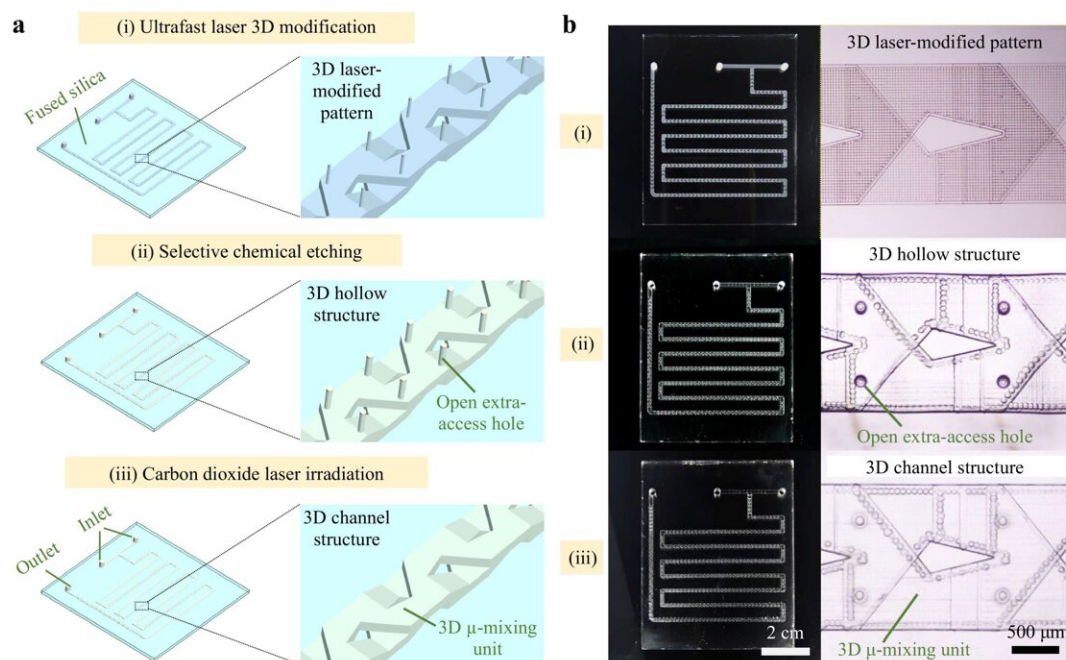 a
(i) Ultrafast laser 3D modification
Fused silica
3D laser-
modified
pattern
(ii) Selective chemical etching
3D hollow
structure
Open extra-
access hole
(iii) Carbon dioxide laser irradiation
Inlet
Outlet
3D channel
structure
3D μ-mixing
unit
b
(i)
3D laser-modified pattern
(ii)
3D hollow structure
Open extra-access hole
(iii)
3D channel structure
2 cm
3D μ-mixing unit
500 μm